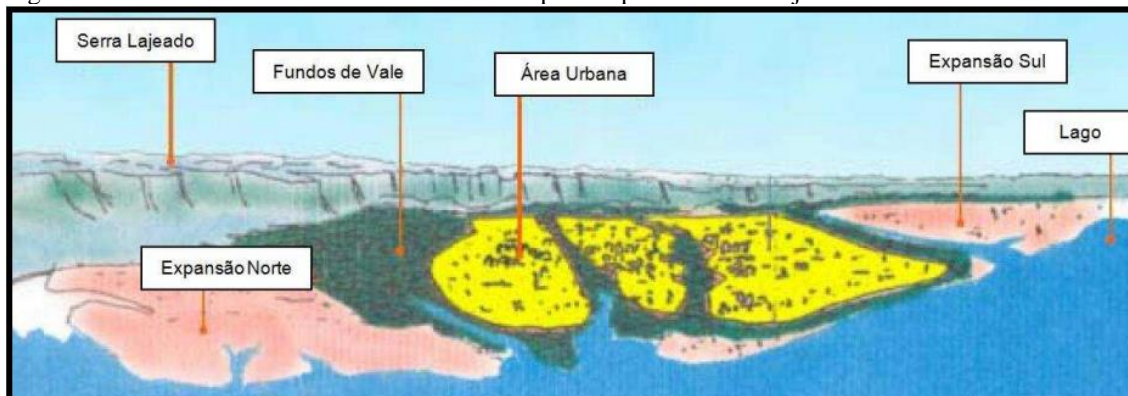 Serra Lajeado
Fundos de Vale
Área Urbana
Expansão Sul
Lago
Expansão Norte